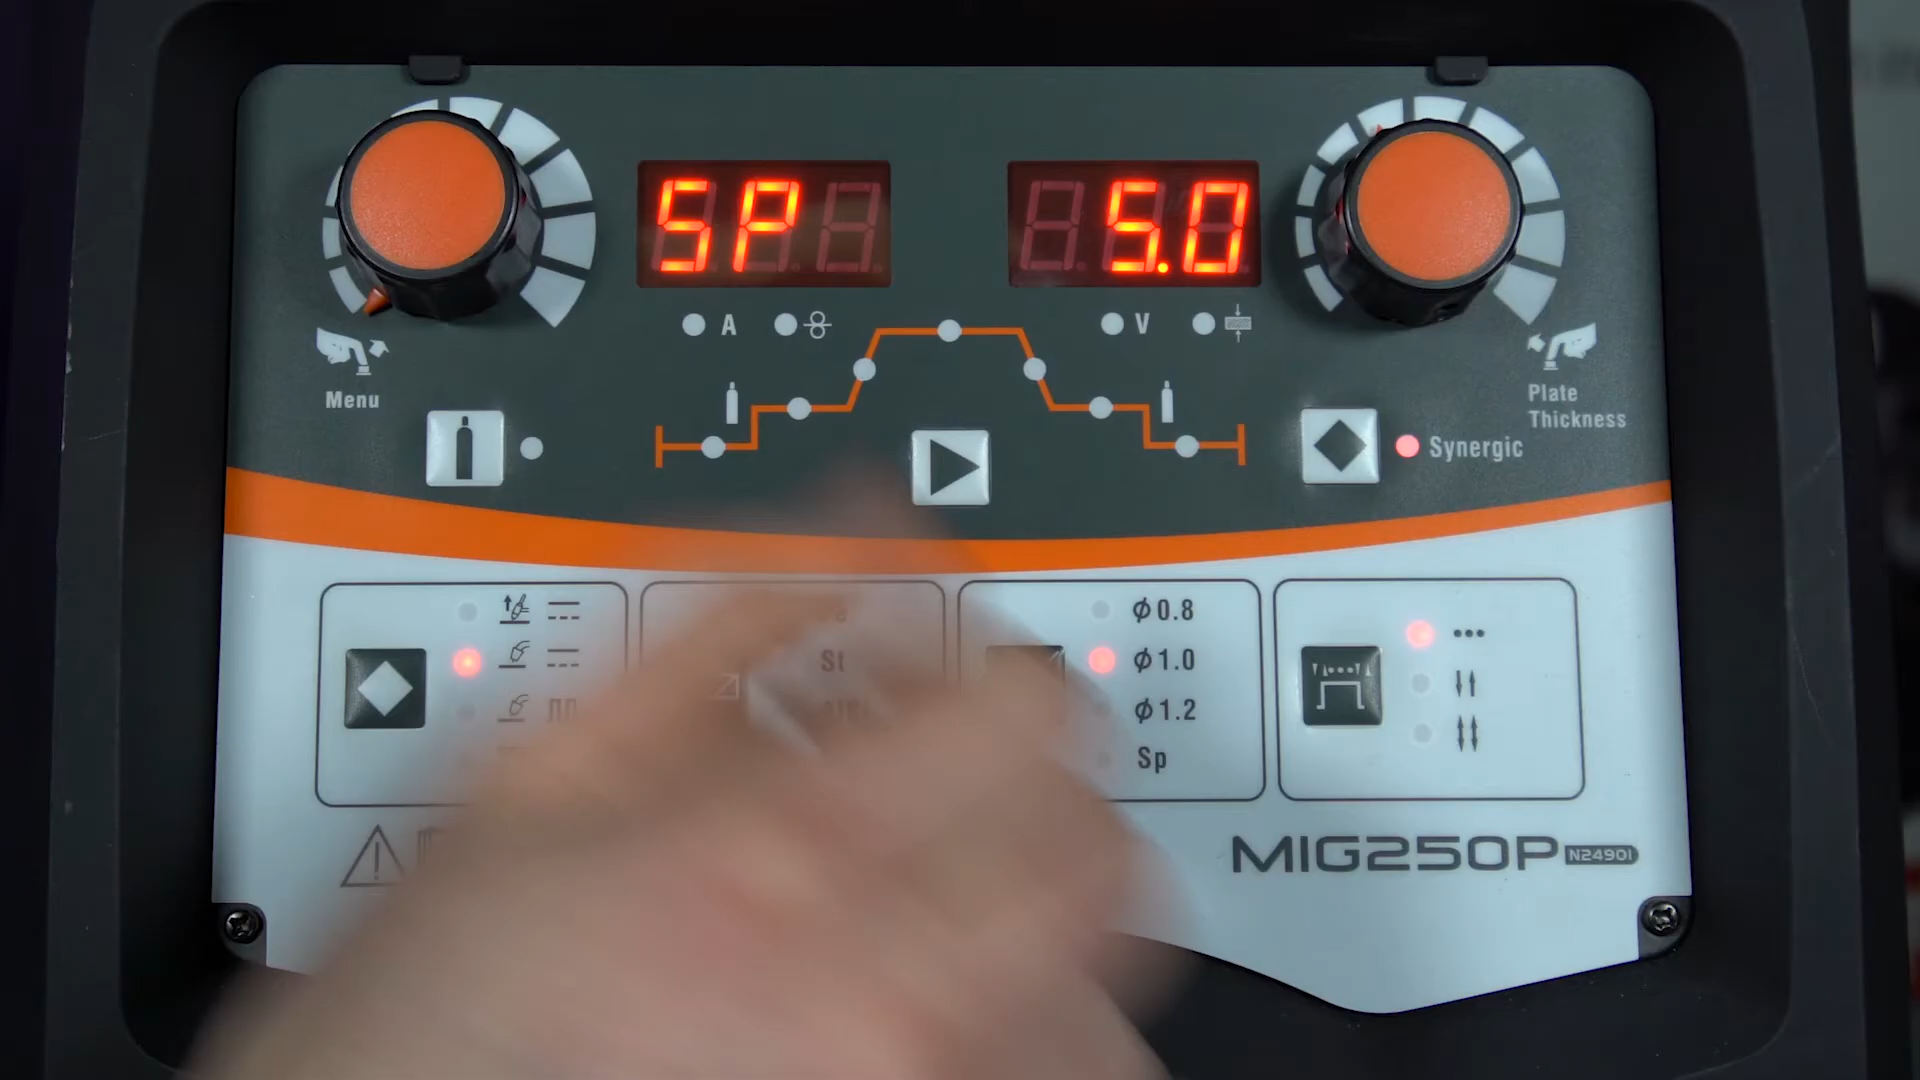 SP
5.0
A
V
Menu
Plate
Thickness
Synergic
St
ϕ0.8
ϕ1.0
ϕ1.2
Sp
MIG250P N24901